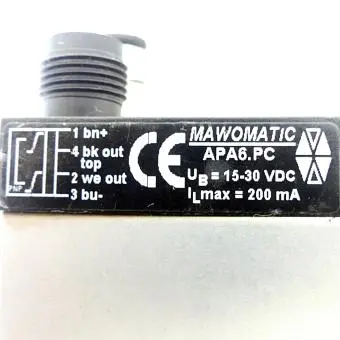 1 bn+
4 bk out
top
2 we out
3 bu-
PNP
CE
MAWOMATIC
APA6.PC
UB = 15-30 VDC
ILmax = 200 mA